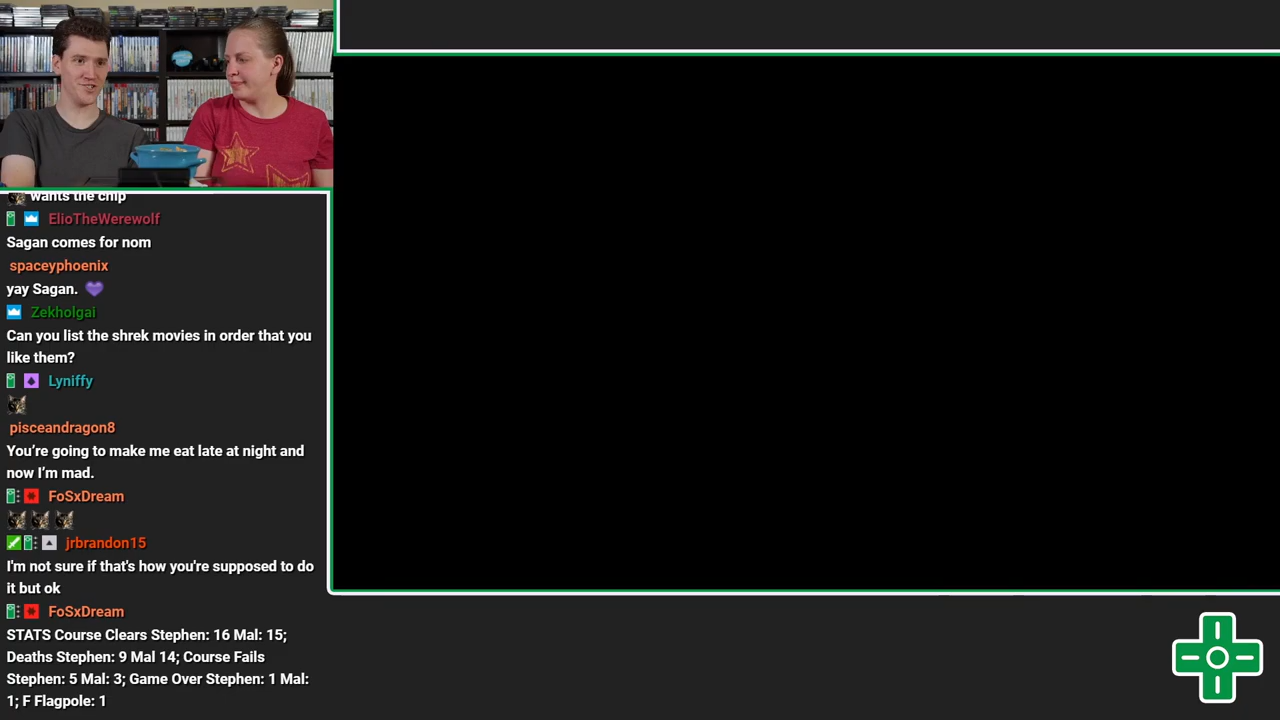 wants the chip
ElioTheWerewolf
Sagan comes for nom
spaceyphoenix
yay Sagan.
Zekholgai
Can you list the shrek movies in order that you
like them?
Lyniffy
pisceandragon8
You’re going to make me eat late at night and
now I’m mad.
FoSxDream
jrbrandon15
I'm not sure if that's how you're supposed to do
it but ok
FoSxDream
STATS Course Clears Stephen: 16 Mal: 15;
Deaths Stephen: 9 Mal 14; Course Fails
Stephen: 5 Mal: 3; Game Over Stephen: 1 Mal:
1; F Flagpole: 1